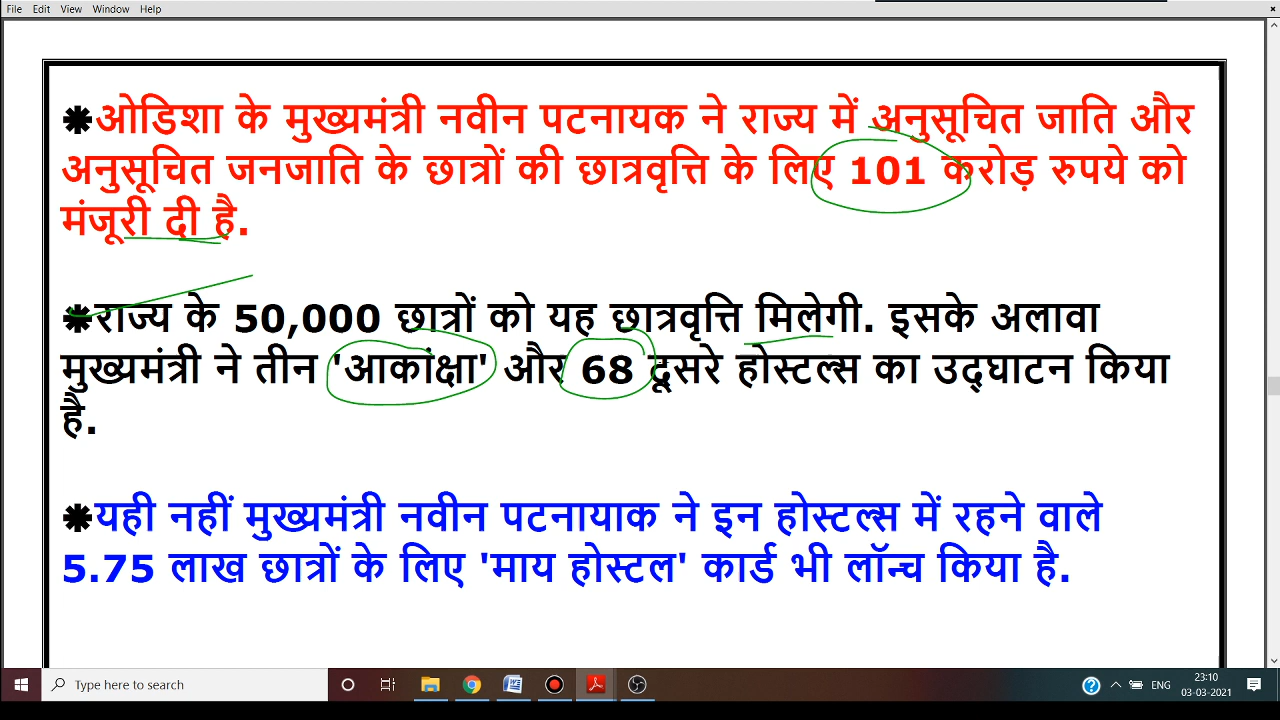 File Edit View Window Help
✵ओडिशा के मुख्यमंत्री नवीन पटनायक ने राज्य में अनुसूचित जाति और
अनुसूचित जनजाति के छात्रों की छात्रवृत्ति के लिए 101 करोड़ रुपये को
मंजूरी दी है.
✵राज्य के 50,000 छात्रों को यह छात्रवृत्ति मिलेगी. इसके अलावा
मुख्यमंत्री ने तीन 'आकांक्षा' और 68 दूसरे होस्टल्स का उद्घाटन किया
है.
✵यही नहीं मुख्यमंत्री नवीन पटनायाक ने इन होस्टल्स में रहने वाले
5.75 लाख छात्रों के लिए 'माय होस्टल' कार्ड भी लॉन्च किया है.
Type here to search
ENG
23:10
03-03-2021